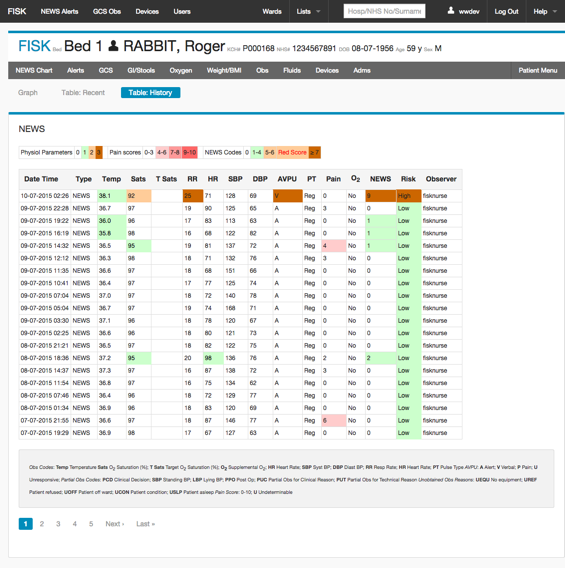 FISK NEWS Alerts GCS Obs Devices Users Wards Lists Hosp/NHS No/Surname wwdev Log Out Help
FISK Bed Bed 1 RABBIT, Roger KCH# P000168 NHS# 1234567891 DOB 08-07-1956 Age 59 y Sex M
NEWS Chart Alerts GCS GI/Stools Oxygen Weight/BMI Obs Fluids Devices Adms Patient Menu
Graph Table: Recent Table: History
NEWS
Physiol Parameters 0 1 2 3 Pain scores 0-3 4-6 7-8 9-10 NEWS Codes 0 1-4 5-6 Red Score ≥ 7
Date Time Type Temp Sats T Sats RR HR SBP DBP AVPU PT Pain O2 NEWS Risk Observer
10-07-2015 02:26 NEWS 38.1 92 25 71 128 69 V Reg 0 No 9 High fisknurse
09-07-2015 22:28 NEWS 36.7 97 19 90 125 65 A Reg 3 No 0 Low fisknurse
09-07-2015 19:22 NEWS 36.0 96 17 83 113 63 A Reg 0 No 1 Low fisknurse
09-07-2015 16:19 NEWS 35.8 98 16 68 122 82 A Reg 0 No 1 Low fisknurse
09-07-2015 14:32 NEWS 36.5 95 19 81 137 72 A Reg 4 No 1 Low fisknurse
09-07-2015 12:12 NEWS 36.3 98 18 71 132 76 A Reg 3 No 0 Low fisknurse
09-07-2015 11:35 NEWS 36.6 97 18 68 151 66 A Reg 0 No 0 Low fisknurse
09-07-2015 10:41 NEWS 36.4 97 17 77 125 74 A Reg 0 No 0 Low fisknurse
09-07-2015 07:04 NEWS 37.0 97 18 72 140 78 A Reg 0 No 0 Low fisknurse
09-07-2015 05:04 NEWS 36.7 97 19 74 168 71 A Reg 0 No 0 Low fisknurse
09-07-2015 03:30 NEWS 37.1 96 18 78 120 67 A Reg 0 No 0 Low fisknurse
09-07-2015 02:25 NEWS 36.6 96 18 80 121 73 A Reg 0 No 0 Low fisknurse
08-07-2015 21:21 NEWS 36.5 97 18 82 122 75 A Reg 0 No 0 Low fisknurse
08-07-2015 18:36 NEWS 37.2 95 20 98 136 76 A Reg 2 No 2 Low fisknurse
08-07-2015 14:37 NEWS 37.3 97 16 87 138 72 A Reg 3 No 0 Low fisknurse
08-07-2015 11:54 NEWS 36.8 97 16 75 134 62 A Reg 0 No 0 Low fisknurse
08-07-2015 07:46 NEWS 36.4 96 18 72 129 77 A Reg 0 No 0 Low fisknurse
08-07-2015 01:34 NEWS 36.9 96 18 83 120 69 A Reg 0 No 0 Low fisknurse
07-07-2015 21:55 NEWS 36.6 97 18 87 146 77 A Reg 6 No 0 Low fisknurse
07-07-2015 19:29 NEWS 36.9 98 17 67 127 63 A Reg 0 No 0 Low fisknurse
Obs Codes: Temp Temperature Sats O2 Saturation (%); T Sats Target O2 Saturation (%); O2 Supplemental O2; HR Heart Rate; SBP Syst BP; DBP Diast BP; RR Resp Rate; HR Heart Rate; PT Pulse Type AVPU: A Alert; V Verbal; P Pain; U
Unresponsive; Partial Obs Codes: PCD Clinical Decision; SBP Standing BP; LBP Lying BP; PPO Post Op; PUC Partial Obs for Clinical Reason; PUT Partial Obs for Technical Reason Unobtained Obs Reasons: UEQU No equipment; UREF
Patient refused; UOFF Patient off ward; UCON Patient condition; USLP Patient asleep Pain Score: 0-10; U Undeterminable
1 2 3 4 5 Next › Last »